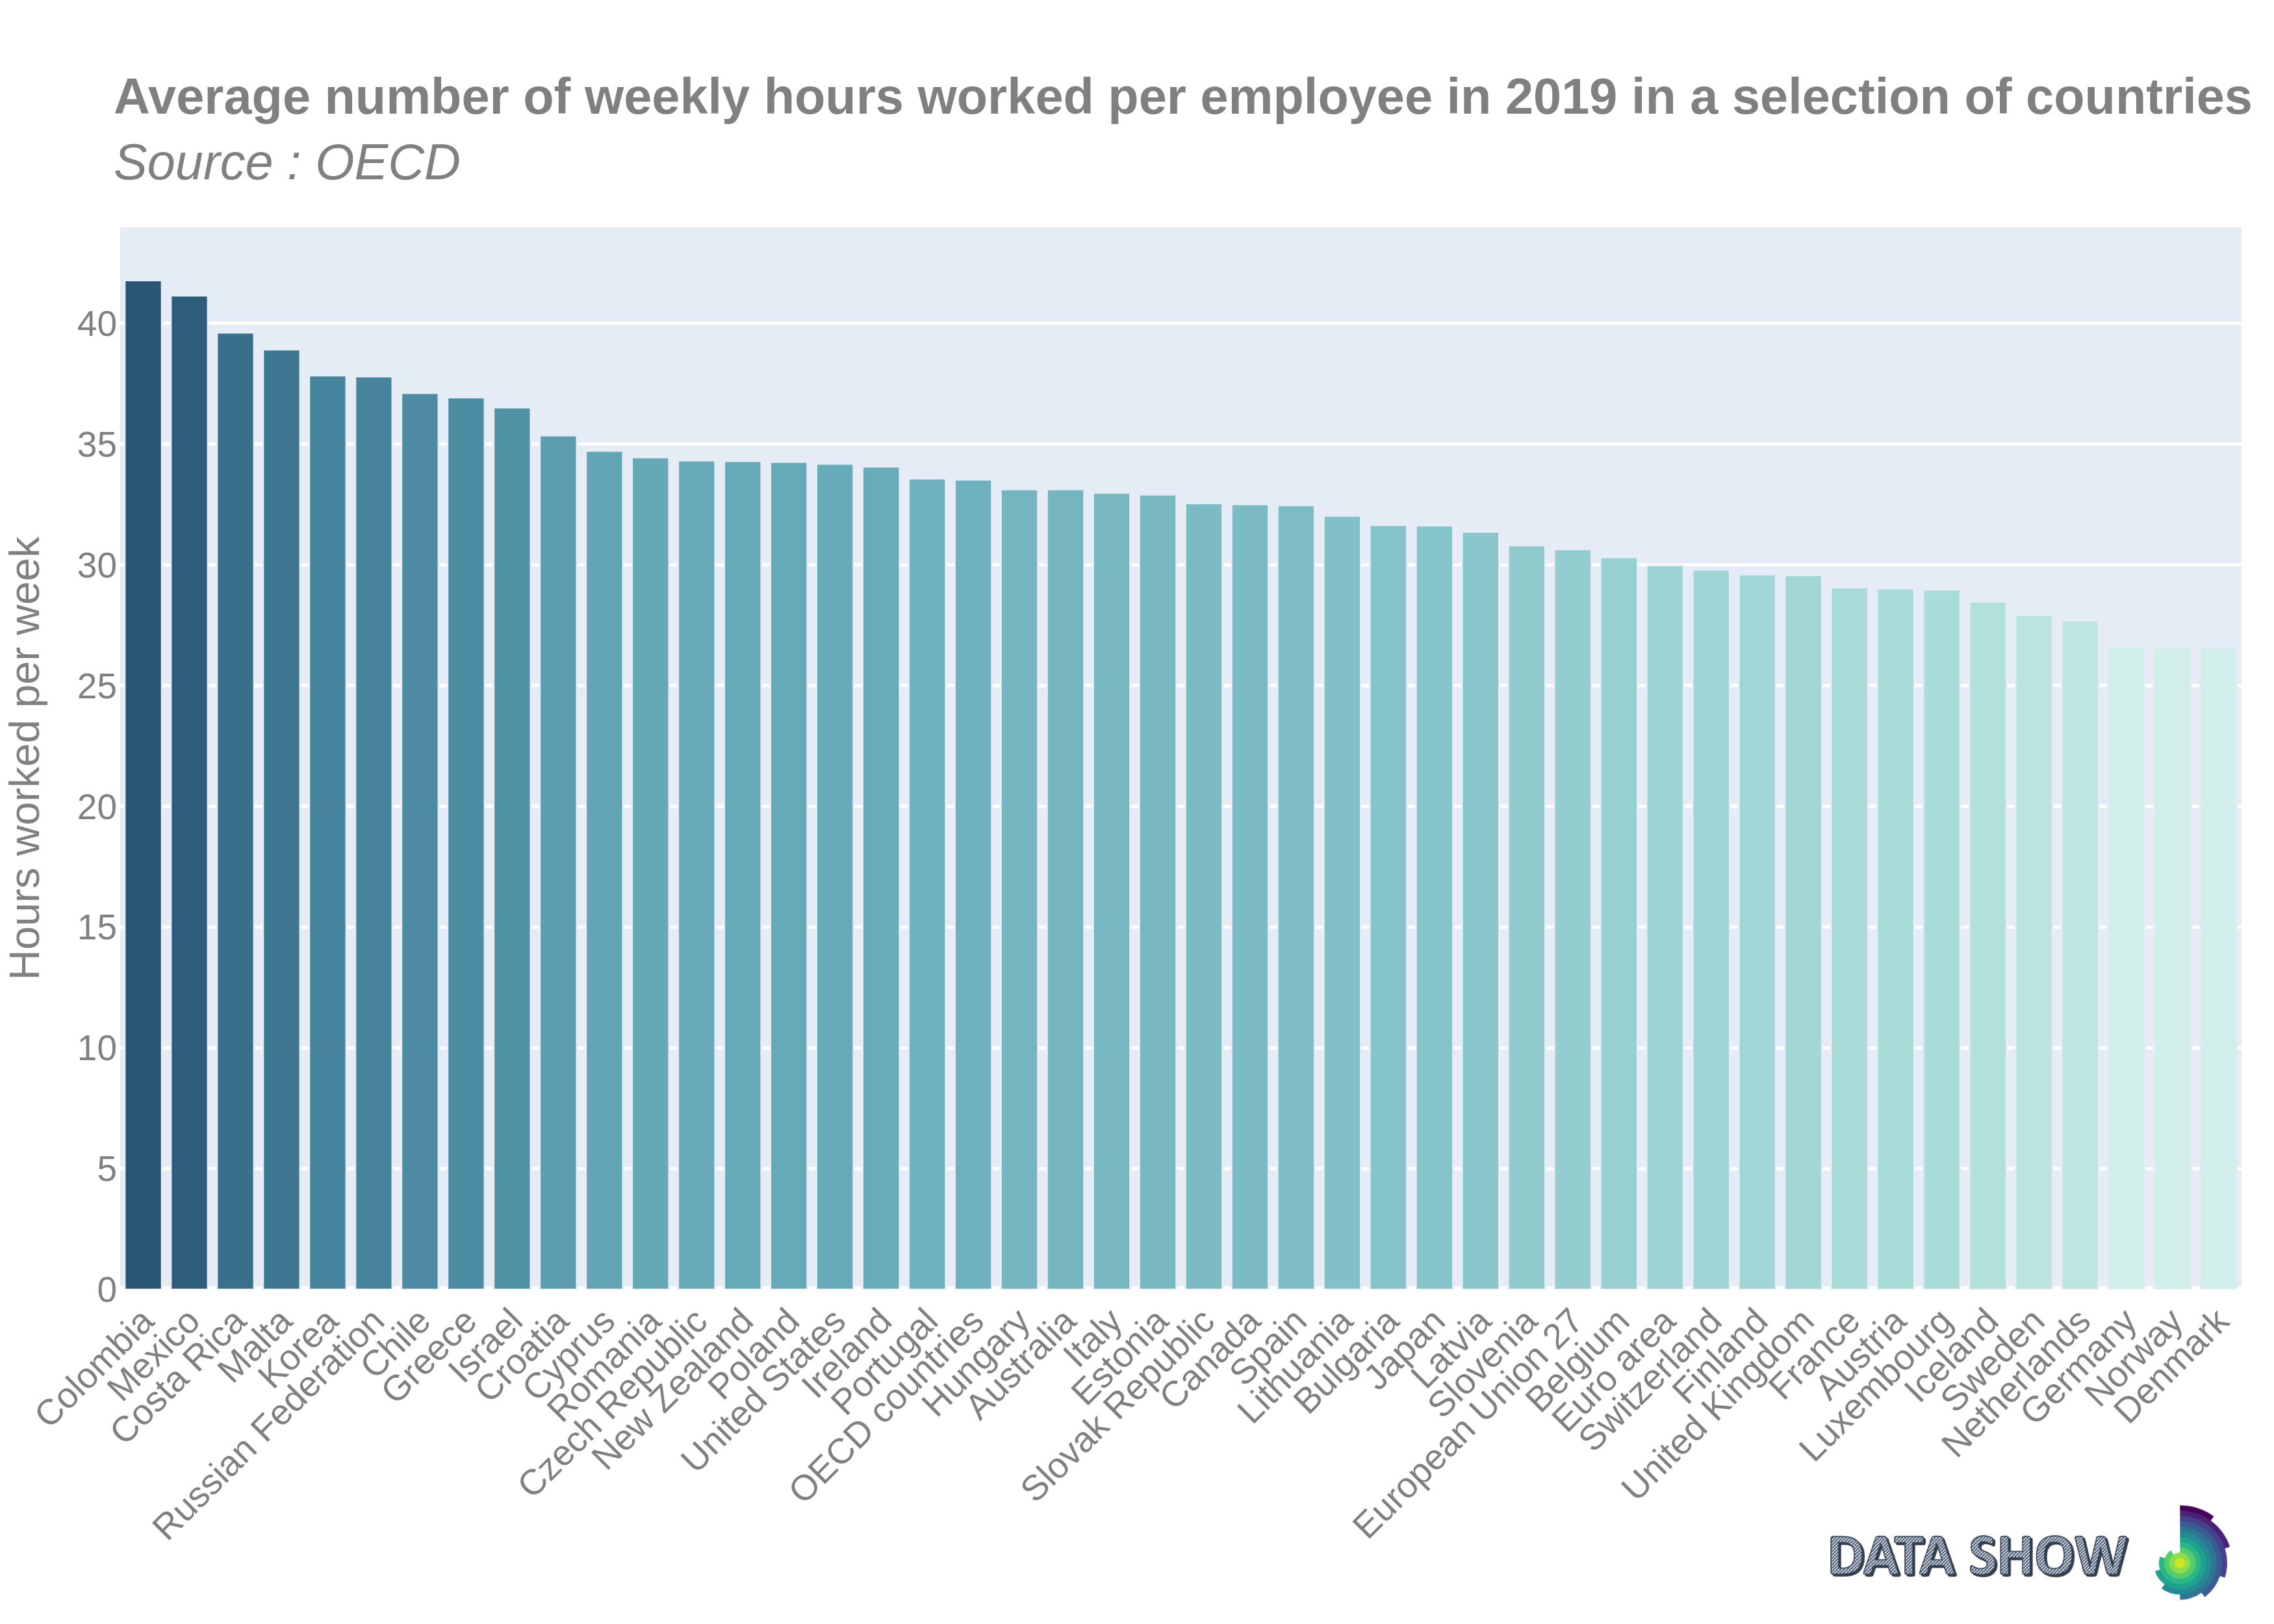 Average number of weekly hours worked per employee in 2019 in a selection of countries
Source : OECD
Hours worked per week
40
35
30
25
20
15
10
5
0
Colombia
Mexico
Costa Rica
Malta
Korea
Russian Federation
Chile
Greece
Israel
Croatia
Cyprus
Romania
Czech Republic
New Zealand
Poland
United States
Ireland
Portugal
OECD countries
Hungary
Australia
Italy
Estonia
Slovak Republic
Canada
Spain
Lithuania
Bulgaria
Japan
Latvia
Slovenia
European Union 27
Belgium
Euro area
Switzerland
Finland
United Kingdom
France
Austria
Luxembourg
Iceland
Sweden
Netherlands
Germany
Norway
Denmark
DATA SHOW